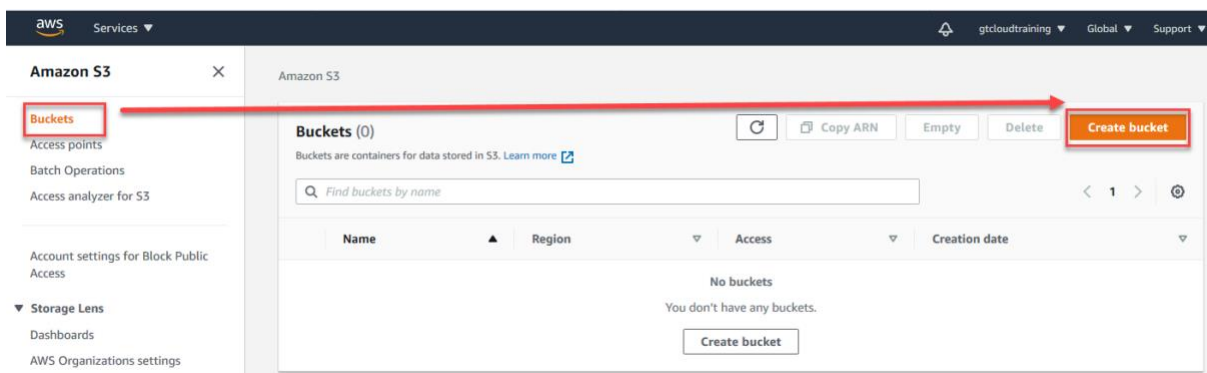 aws Services ▼ gtcloudtraining ▼ Global ▼ Support ▼
Amazon S3 ×
Buckets
Access points
Batch Operations
Access analyzer for S3
Account settings for Block Public
Access
▼ Storage Lens
Dashboards
AWS Organizations settings
Amazon S3
Buckets (0) Copy ARN Empty Delete Create bucket
Buckets are containers for data stored in S3. Learn more
Find buckets by name < 1 >
Name ▲ Region ▽ Access ▽ Creation date ▽
No buckets
You don't have any buckets.
Create bucket